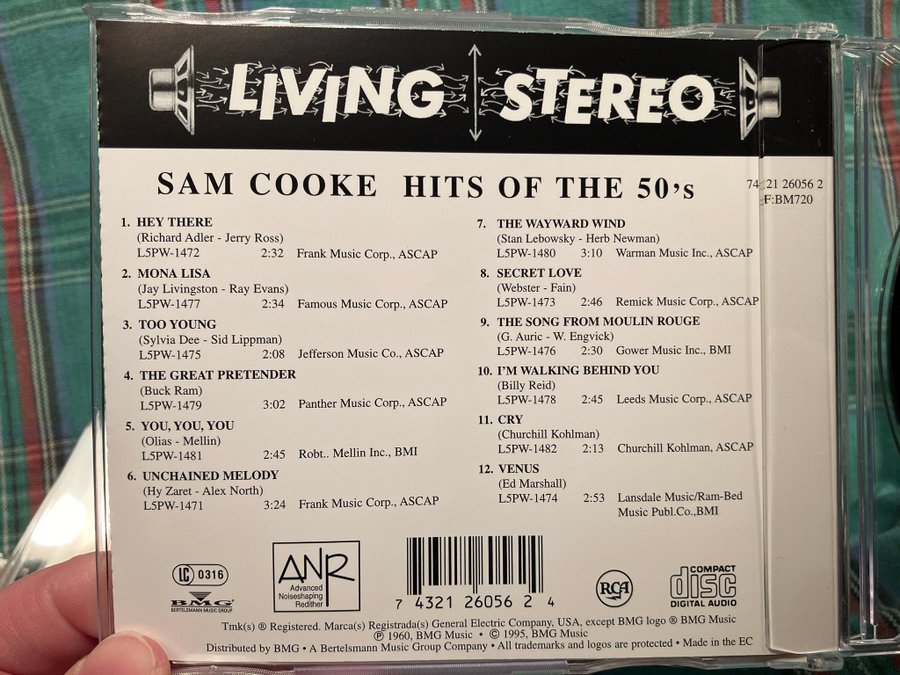 LIVING STEREO
SAM COOKE HITS OF THE 50's
74321 26056 2
F:BM720
1. HEY THERE
(Richard Adler - Jerry Ross)
L5PW-1472 2:32 Frank Music Corp., ASCAP
2. MONA LISA
(Jay Livingston - Ray Evans)
L5PW-1477 2:34 Famous Music Corp., ASCAP
3. TOO YOUNG
(Sylvia Dee - Sid Lippman)
L5PW-1475 2:08 Jefferson Music Co., ASCAP
4. THE GREAT PRETENDER
(Buck Ram)
L5PW-1479 3:02 Panther Music Corp., ASCAP
5. YOU, YOU, YOU
(Olias - Mellin)
L5PW-1481 2:45 Robt.. Mellin Inc., BMI
6. UNCHAINED MELODY
(Hy Zaret - Alex North)
L5PW-1471 3:24 Frank Music Corp., ASCAP
7. THE WAYWARD WIND
(Stan Lebowsky - Herb Newman)
L5PW-1480 3:10 Warman Music Inc., ASCAP
8. SECRET LOVE
(Webster - Fain)
L5PW-1473 2:46 Remick Music Corp., ASCAP
9. THE SONG FROM MOULIN ROUGE
(G. Auric - W. Engvick)
L5PW-1476 2:30 Gower Music Inc., BMI
10. I'M WALKING BEHIND YOU
(Billy Reid)
L5PW-1478 2:45 Leeds Music Corp., ASCAP
11. CRY
(Churchill Kohlman)
L5PW-1482 2:13 Churchill Kohlman, ASCAP
12. VENUS
(Ed Marshall)
L5PW-1474 2:53 Lansdale Music/Ram-Bed
Music Publ.Co.,BMI
LC 0316
BMG
BERTELSMANN MUSIC GROUP
ANR
Advanced
Noiseshaping
Redither
7 4321 26056 2 4
RCA
COMPACT
disc
DIGITAL AUDIO
Tmk(s) ® Registered. Marca(s) Registrada(s) General Electric Company, USA, except BMG logo ® BMG Music
℗ 1960, BMG Music • © 1995, BMG Music
Distributed by BMG • A Bertelsmann Music Group Company • All trademarks and logos are protected • Made in the EC